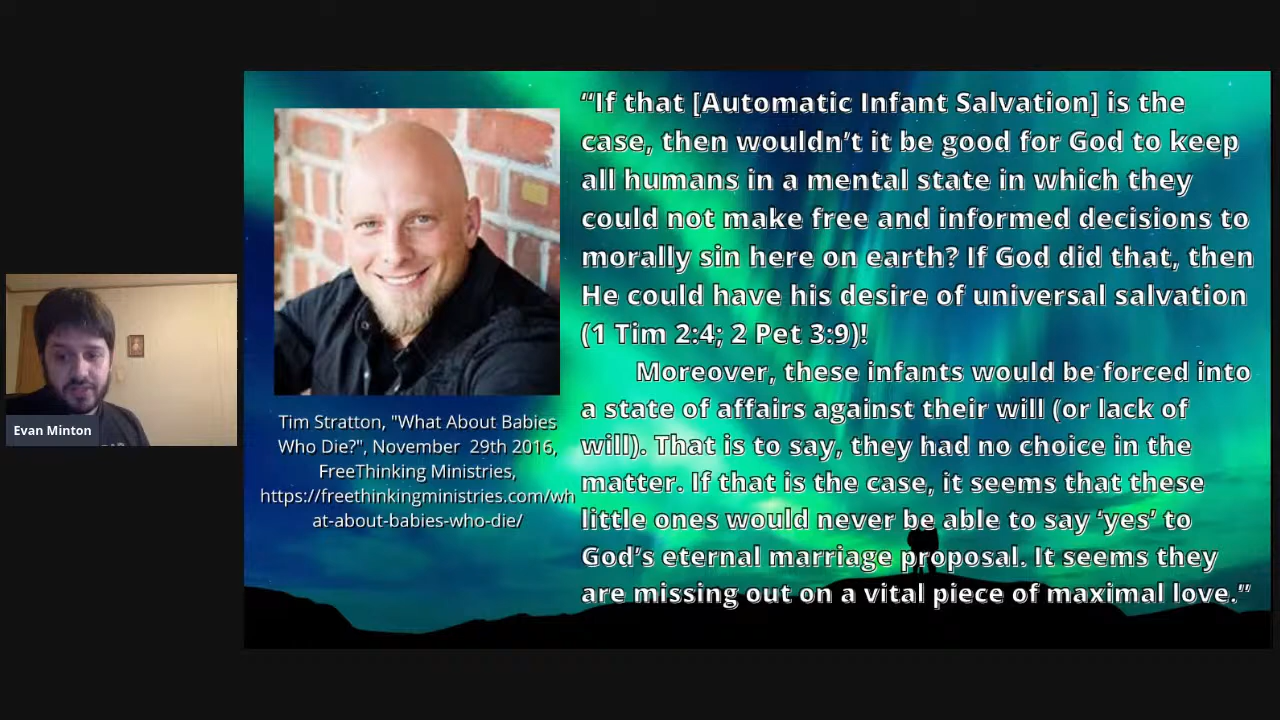 Evan Minton
Tim Stratton, "What About Babies
Who Die?", November  29th 2016,
FreeThinking Ministries,
https://freethinkingministries.com/wh
at-about-babies-who-die/
“If that [Automatic Infant Salvation] is the
case, then wouldn’t it be good for God to keep
all humans in a mental state in which they
could not make free and informed decisions to
morally sin here on earth? If God did that, then
He could have his desire of universal salvation
(1 Tim 2:4; 2 Pet 3:9)!
Moreover, these infants would be forced into
a state of affairs against their will (or lack of
will). That is to say, they had no choice in the
matter. If that is the case, it seems that these
little ones would never be able to say ‘yes’ to
God’s eternal marriage proposal. It seems they
are missing out on a vital piece of maximal love.”